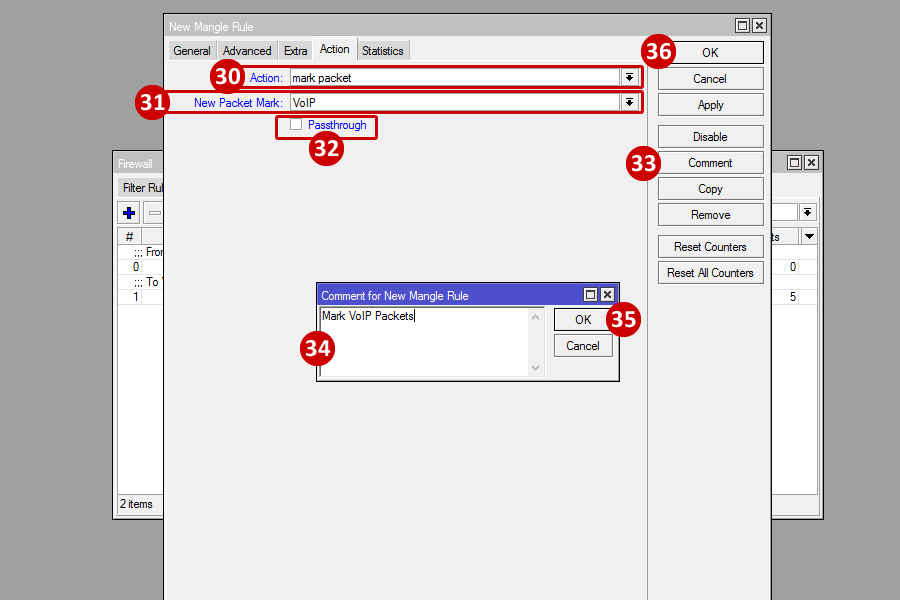 New Mangle Rule
General Advanced Extra Action Statistics
30 Action: mark packet
31 New Packet Mark: VoIP
Passthrough
32
36 OK
Cancel
Apply
Disable
33 Comment
Copy
Remove
Reset Counters
Reset All Counters
Firewall
Filter Rul
#
;;; Fron
0
;;; To V
1
2 items
ts
0
5
Comment for New Mangle Rule
Mark VoIP Packets
34
OK 35
Cancel